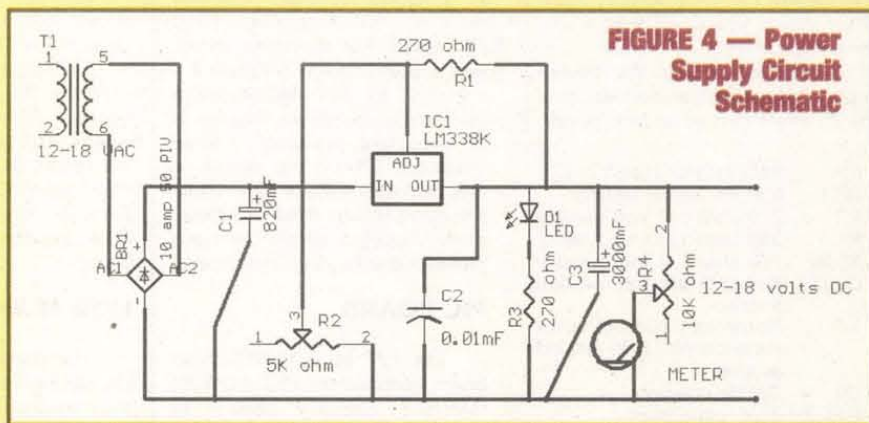 FIGURE 4 — Power
Supply Circuit
Schematic
T1
1
5
2
6
12-18 VAC
10 amp 50 PIV
BR1
+
AC1
AC2
-
C1
+
820mF
270 ohm
R1
IC1
LM338K
ADJ
IN OUT
3
R2
1
2
5K ohm
C2
0.01mF
D1
LED
R3
270 ohm
C3
+
3000mF
R4
2
3
1
10K ohm
12-18 volts DC
METER